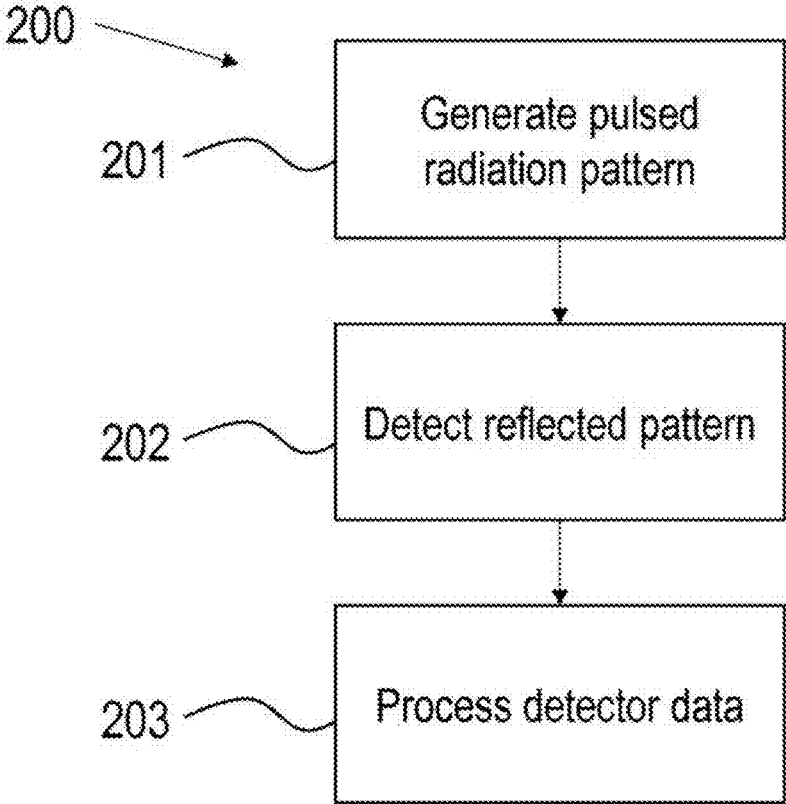 200
201
Generate pulsed
radiation pattern
202
Detect reflected pattern
203
Process detector data